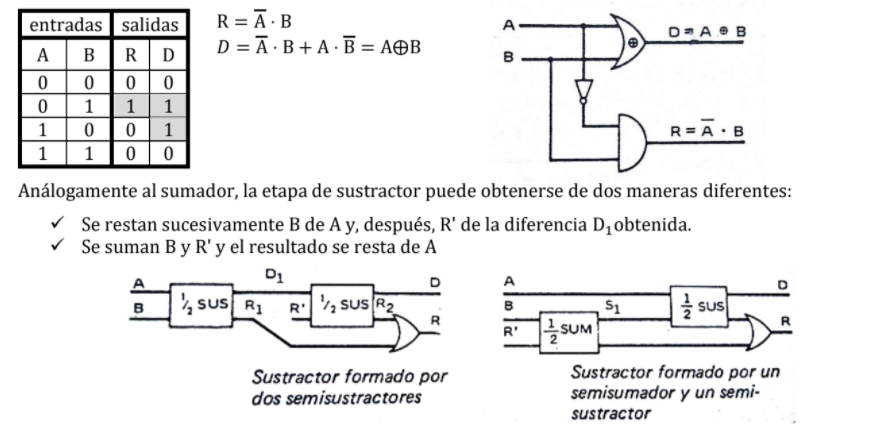 entradas salidas
A B R D
0 0 0 0
0 1 1 1
1 0 0 1
1 1 0 0
R = A̅ · B
D = A̅ · B + A · B̅ = A⊕B
A
B
⊕
D = A ⊕ B
R = A̅ · B
Análogamente al sumador, la etapa de sustractor puede obtenerse de dos maneras diferentes:
✓ Se restan sucesivamente B de A y, después, R' de la diferencia D₁obtenida.
✓ Se suman B y R' y el resultado se resta de A
A D₁ D
B ½ SUS R₁ R' ½ SUS R₂ R
Sustractor formado por
dos semisustractores
A D
B S₁ ½ SUS R
R' ½ SUM
Sustractor formado por un
semisumador y un semi-
sustractor